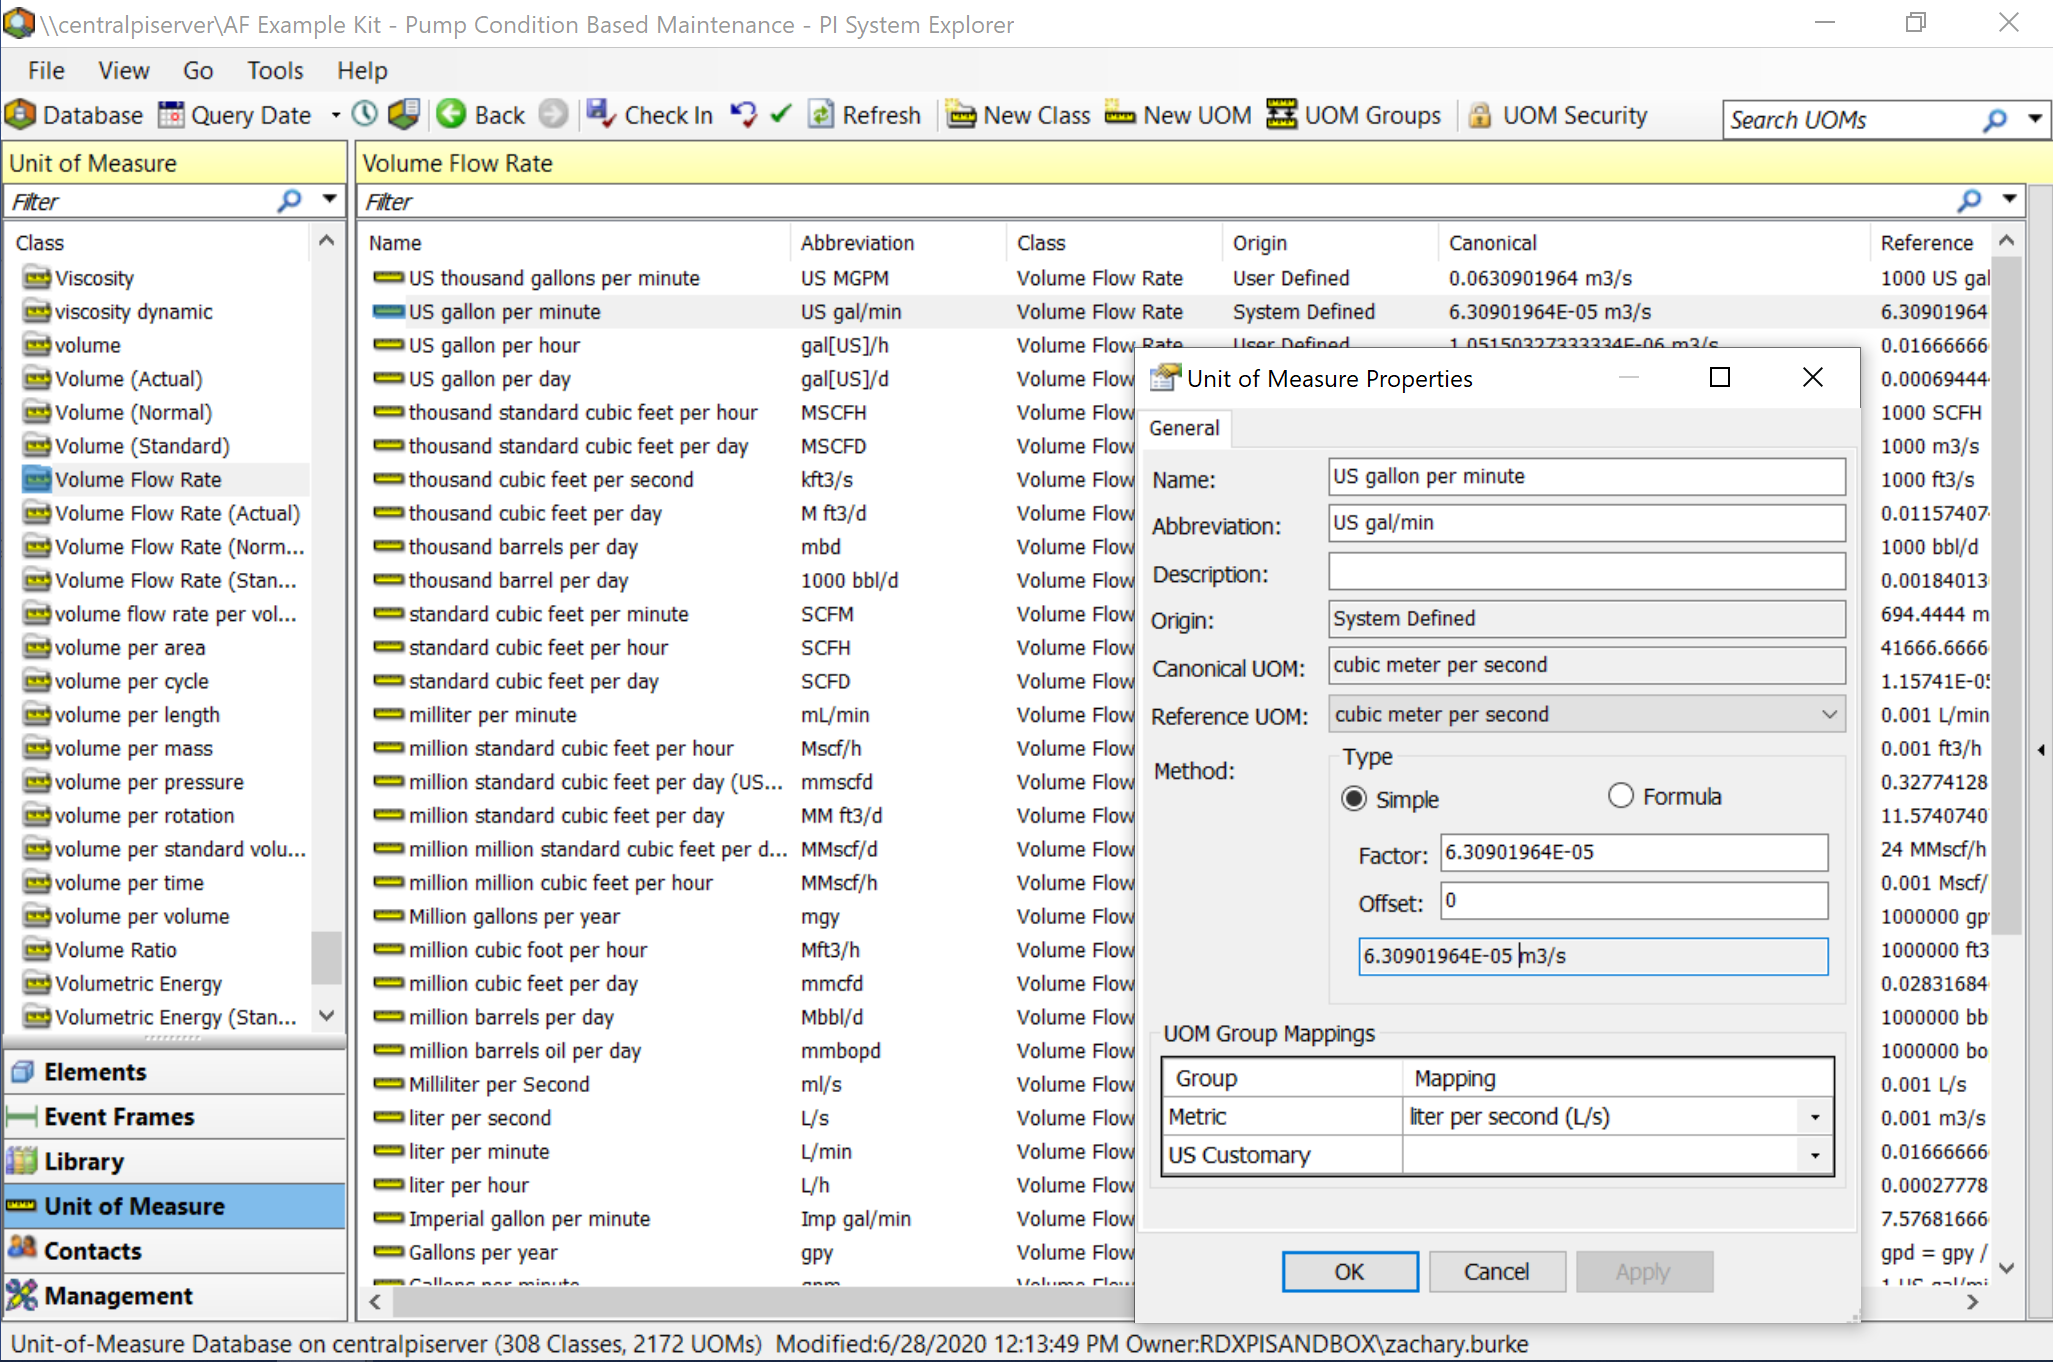 \\centralpiserver\AF Example Kit - Pump Condition Based Maintenance - PI System Explorer
File View Go Tools Help
Database Query Date Back Check In Refresh New Class New UOM UOM Groups UOM Security Search UOMs
Unit of Measure
Filter
Class
Viscosity
viscosity dynamic
volume
Volume (Actual)
Volume (Normal)
Volume (Standard)
Volume Flow Rate
Volume Flow Rate (Actual)
Volume Flow Rate (Norm...
Volume Flow Rate (Stan...
volume flow rate per vol...
volume per area
volume per cycle
volume per length
volume per mass
volume per pressure
volume per rotation
volume per standard volu...
volume per time
volume per volume
Volume Ratio
Volumetric Energy
Volumetric Energy (Stan...
Elements
Event Frames
Library
Unit of Measure
Contacts
Management
Volume Flow Rate
Filter
Name Abbreviation Class Origin Canonical Reference
US thousand gallons per minute US MGPM Volume Flow Rate User Defined 0.0630901964 m3/s 1000 US gal
US gallon per minute US gal/min Volume Flow Rate System Defined 6.30901964E-05 m3/s 6.30901964
US gallon per hour gal[US]/h Volume Flow Rate User Defined 1.05150327333334E-06 m3/s 0.01666666
US gallon per day gal[US]/d Volume Flow 0.000694444
thousand standard cubic feet per hour MSCFH Volume Flow 1000 SCFH
thousand standard cubic feet per day MSCFD Volume Flow 1000 m3/s
thousand cubic feet per second kft3/s Volume Flow 1000 ft3/s
thousand cubic feet per day M ft3/d Volume Flow 0.01157407
thousand barrels per day mbd Volume Flow 1000 bbl/d
thousand barrel per day 1000 bbl/d Volume Flow 0.00184013
standard cubic feet per minute SCFM Volume Flow 694.4444 m
standard cubic feet per hour SCFH Volume Flow 41666.6666
standard cubic feet per day SCFD Volume Flow 1.15741E-05
milliter per minute mL/min Volume Flow 0.001 L/min
million standard cubic feet per hour Mscf/h Volume Flow 0.001 ft3/h
million standard cubic feet per day (US... mmscfd Volume Flow 0.32774128
million standard cubic feet per day MM ft3/d Volume Flow 11.5740740
million million standard cubic feet per d... MMscf/d Volume Flow 24 MMscf/h
million million cubic feet per hour MMscf/h Volume Flow 0.001 Mscf/
Million gallons per year mgy Volume Flow 1000000 gp
million cubic foot per hour Mft3/h Volume Flow 1000000 ft3
million cubic feet per day mmcfd Volume Flow 0.02831684
million barrels per day Mbbl/d Volume Flow 1000000 bb
million barrels oil per day mmbopd Volume Flow 1000000 bo
Milliliter per Second ml/s Volume Flow 0.001 L/s
liter per second L/s Volume Flow 0.001 m3/s
liter per minute L/min Volume Flow 0.01666666
liter per hour L/h Volume Flow 0.00027778
Imperial gallon per minute Imp gal/min Volume Flow 7.57681666
Gallons per year gpy Volume Flow gpd = gpy /
Gallons per minute gpm Volume Flow 1 US gal/mi
Unit of Measure Properties
General
Name: US gallon per minute
Abbreviation: US gal/min
Description:
Origin: System Defined
Canonical UOM: cubic meter per second
Reference UOM: cubic meter per second
Method: Type
Simple Formula
Factor: 6.30901964E-05
Offset: 0
6.30901964E-05 m3/s
UOM Group Mappings
Group Mapping
Metric liter per second (L/s)
US Customary
OK Cancel Apply
Unit-of-Measure Database on centralpiserver (308 Classes, 2172 UOMs) Modified:6/28/2020 12:13:49 PM Owner:RDXPISANDBOX\zachary.burke